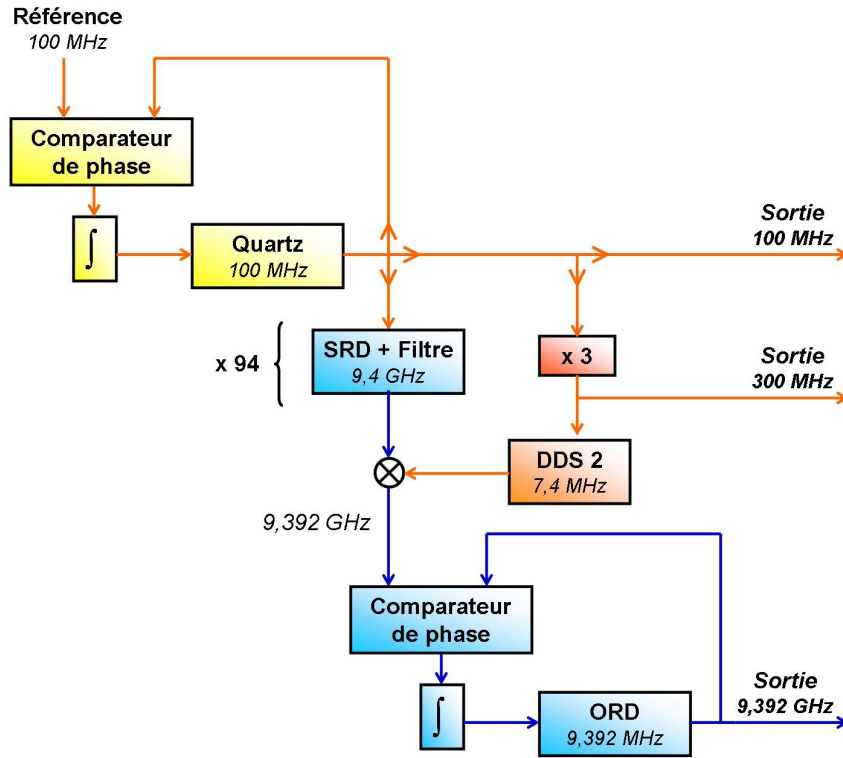 Référence
100 MHz
Comparateur
de phase
∫
Quartz
100 MHz
Sortie
100 MHz
x 94
SRD + Filtre
9,4 GHz
x 3
Sortie
300 MHz
DDS 2
7,4 MHz
9,392 GHz
Comparateur
de phase
∫
ORD
9,392 MHz
Sortie
9,392 GHz